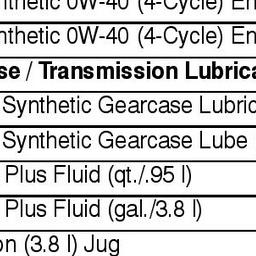 nthetic 0W-40 (4-Cycle) En
nthetic 0W-40 (4-Cycle) En
se / Transmission Lubrica
Synthetic Gearcase Lubric
Synthetic Gearcase Lube
Plus Fluid (qt./.95 l)
Plus Fluid (gal./3.8 l)
on (3.8 l) Jug